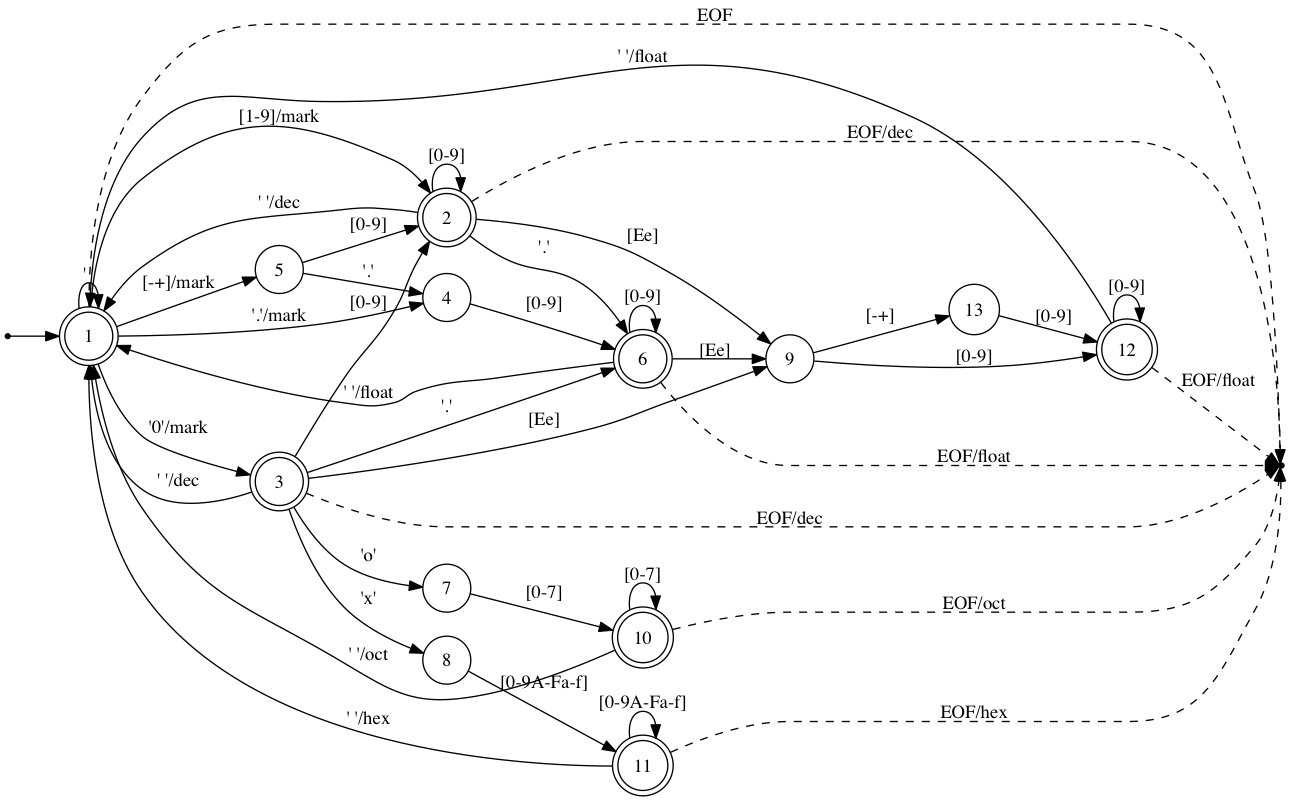 EOF
' '/float
[1-9]/mark
EOF/dec
[0-9]
' '/dec
[0-9]
2
[Ee]
'.'
' '
[-+]/mark
5
'.'
[0-9]
4
[0-9]
[0-9]
[-+]
13
[0-9]
[0-9]
'.'/mark
1
6
[Ee]
9
[0-9]
12
EOF/float
' '/float
'.'
[Ee]
'0'/mark
EOF/float
' '/dec
3
EOF/dec
'o'
'x'
7
[0-7]
[0-7]
10
EOF/oct
' '/oct
8
[0-9A-Fa-f]
[0-9A-Fa-f]
' '/hex
11
EOF/hex